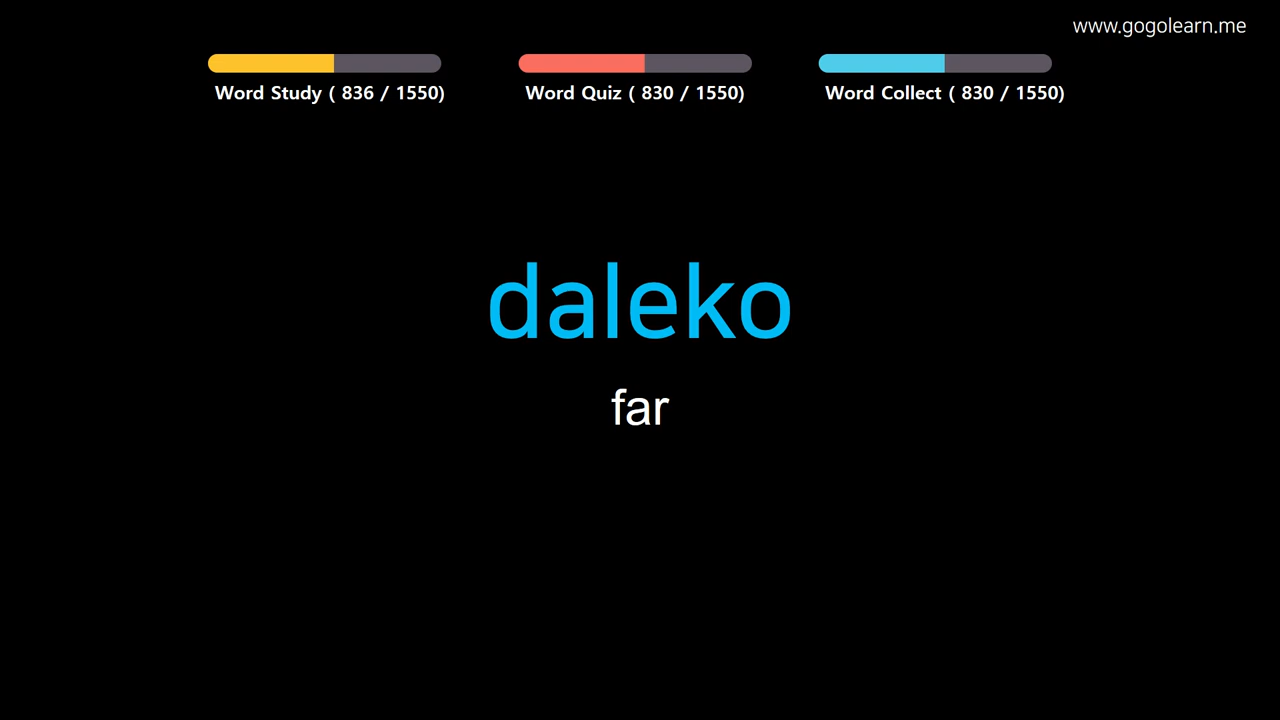 www.gogolearn.me
Word Study ( 836 / 1550)
Word Quiz ( 830 / 1550)
Word Collect ( 830 / 1550)
daleko
far